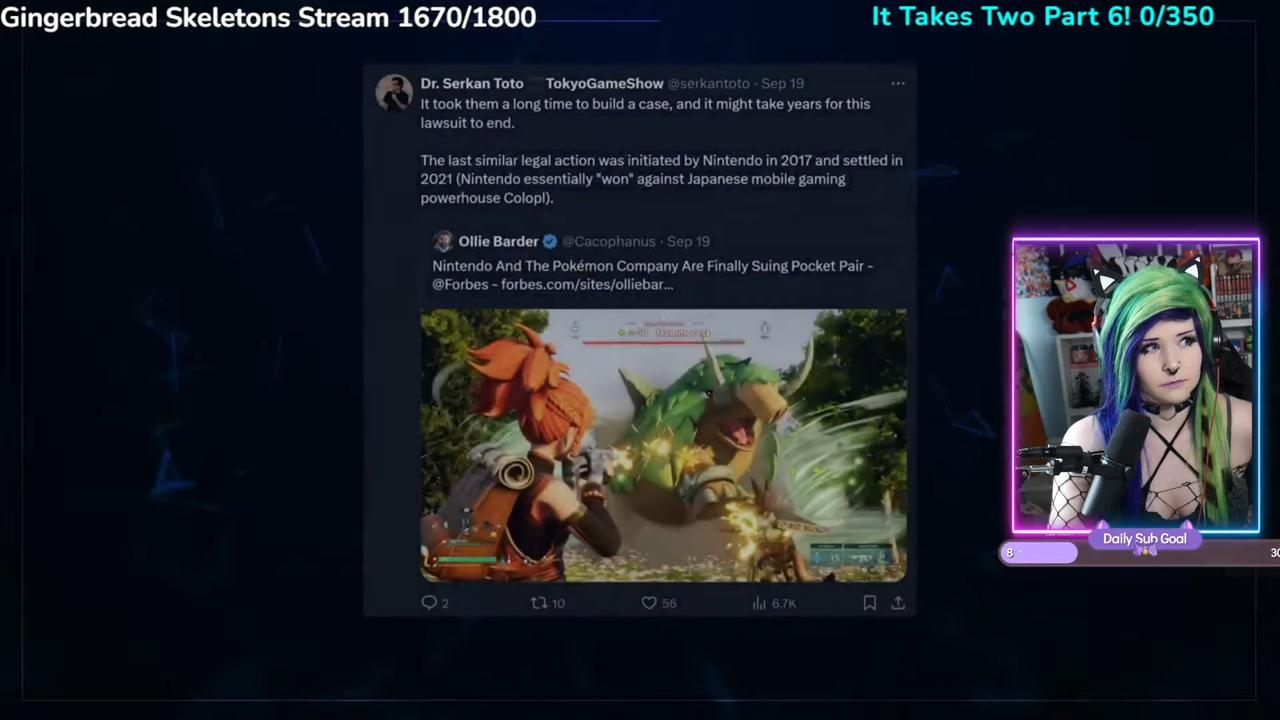 Gingerbread Skeletons Stream 1670/1800
It Takes Two Part 6! 0/350
Dr. Serkan Toto TokyoGameShow @serkantoto · Sep 19
It took them a long time to build a case, and it might take years for this
lawsuit to end.
The last similar legal action was initiated by Nintendo in 2017 and settled in
2021 (Nintendo essentially "won" against Japanese mobile gaming
powerhouse Colopl).
Ollie Barder @Cacophanus · Sep 19
Nintendo And The Pokémon Company Are Finally Suing Pocket Pair -
@Forbes - forbes.com/sites/olliebar...
2 10 56 6.7K
Daily Sub Goal
8 30